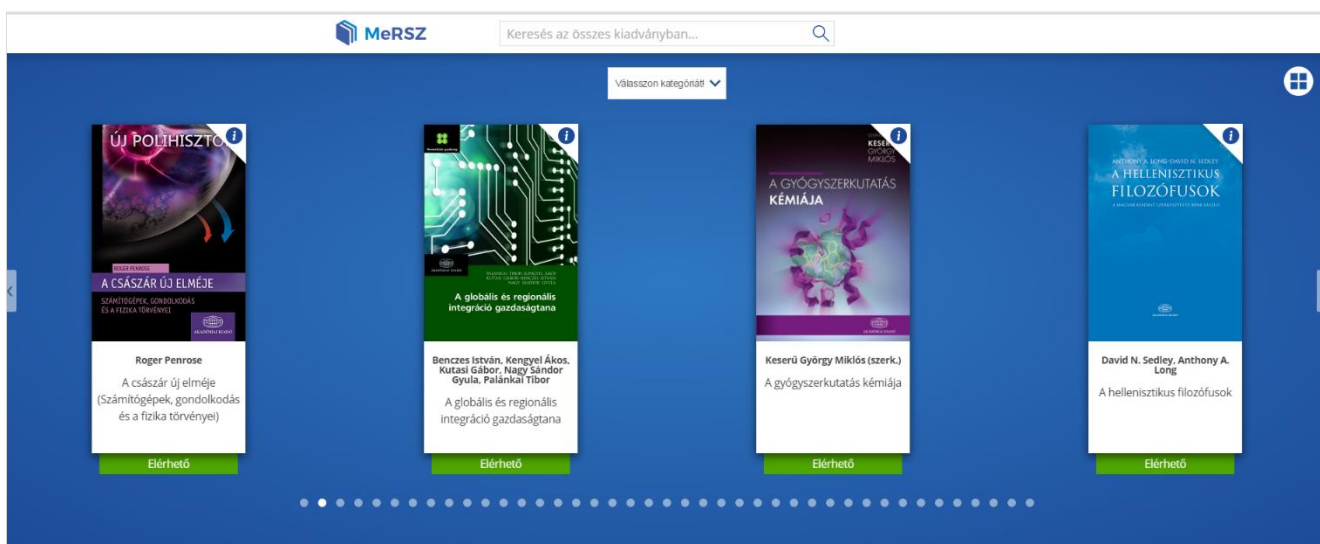 MeRSZ
Keresés az összes kiadványban...
Válasszon kategóriát!
ÚJ POLIHISZTO
ROGER PENROSE
A CSÁSZÁR ÚJ ELMÉJE
SZÁMÍTÓGÉPEK, GONDOLKODÁS
ÉS A FIZIKA TÖRVÉNYEI
AKADÉMIAI KIADÓ
Roger Penrose
A császár új elméje
(Számítógépek, gondolkodás
és a fizika törvényei)
Elérhető
A globális és regionális
integráció gazdaságtana
Benczes István, Kengyel Ákos,
Kutasi Gábor, Nagy Sándor
Gyula, Palánkai Tibor
A globális és regionális
integráció gazdaságtana
Elérhető
KESER
GYÖRGY
MIKLÓS
A GYÓGYSZERKUTATÁS
KÉMIÁJA
AKADÉMIAI KIADÓ
Keserű György Miklós (szerk.)
A gyógyszerkutatás kémiája
Elérhető
ANTHONY A. LONG–DAVID N. SEDLEY
A HELLENISZTIKUS
FILOZÓFUSOK
David N. Sedley, Anthony A.
Long
A hellenisztikus filozófusok
Elérhető